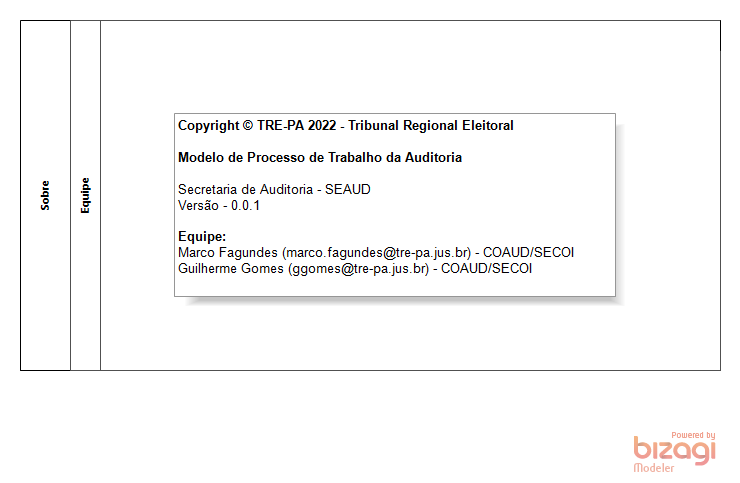 Sobre
Equipe
Copyright © TRE-PA 2022 - Tribunal Regional Eleitoral
Modelo de Processo de Trabalho da Auditoria
Secretaria de Auditoria - SEAUD
Versão - 0.0.1
Equipe:
Marco Fagundes (marco.fagundes@tre-pa.jus.br) - COAUD/SECOI
Guilherme Gomes (ggomes@tre-pa.jus.br) - COAUD/SECOI
Powered by
bizagi
Modeler